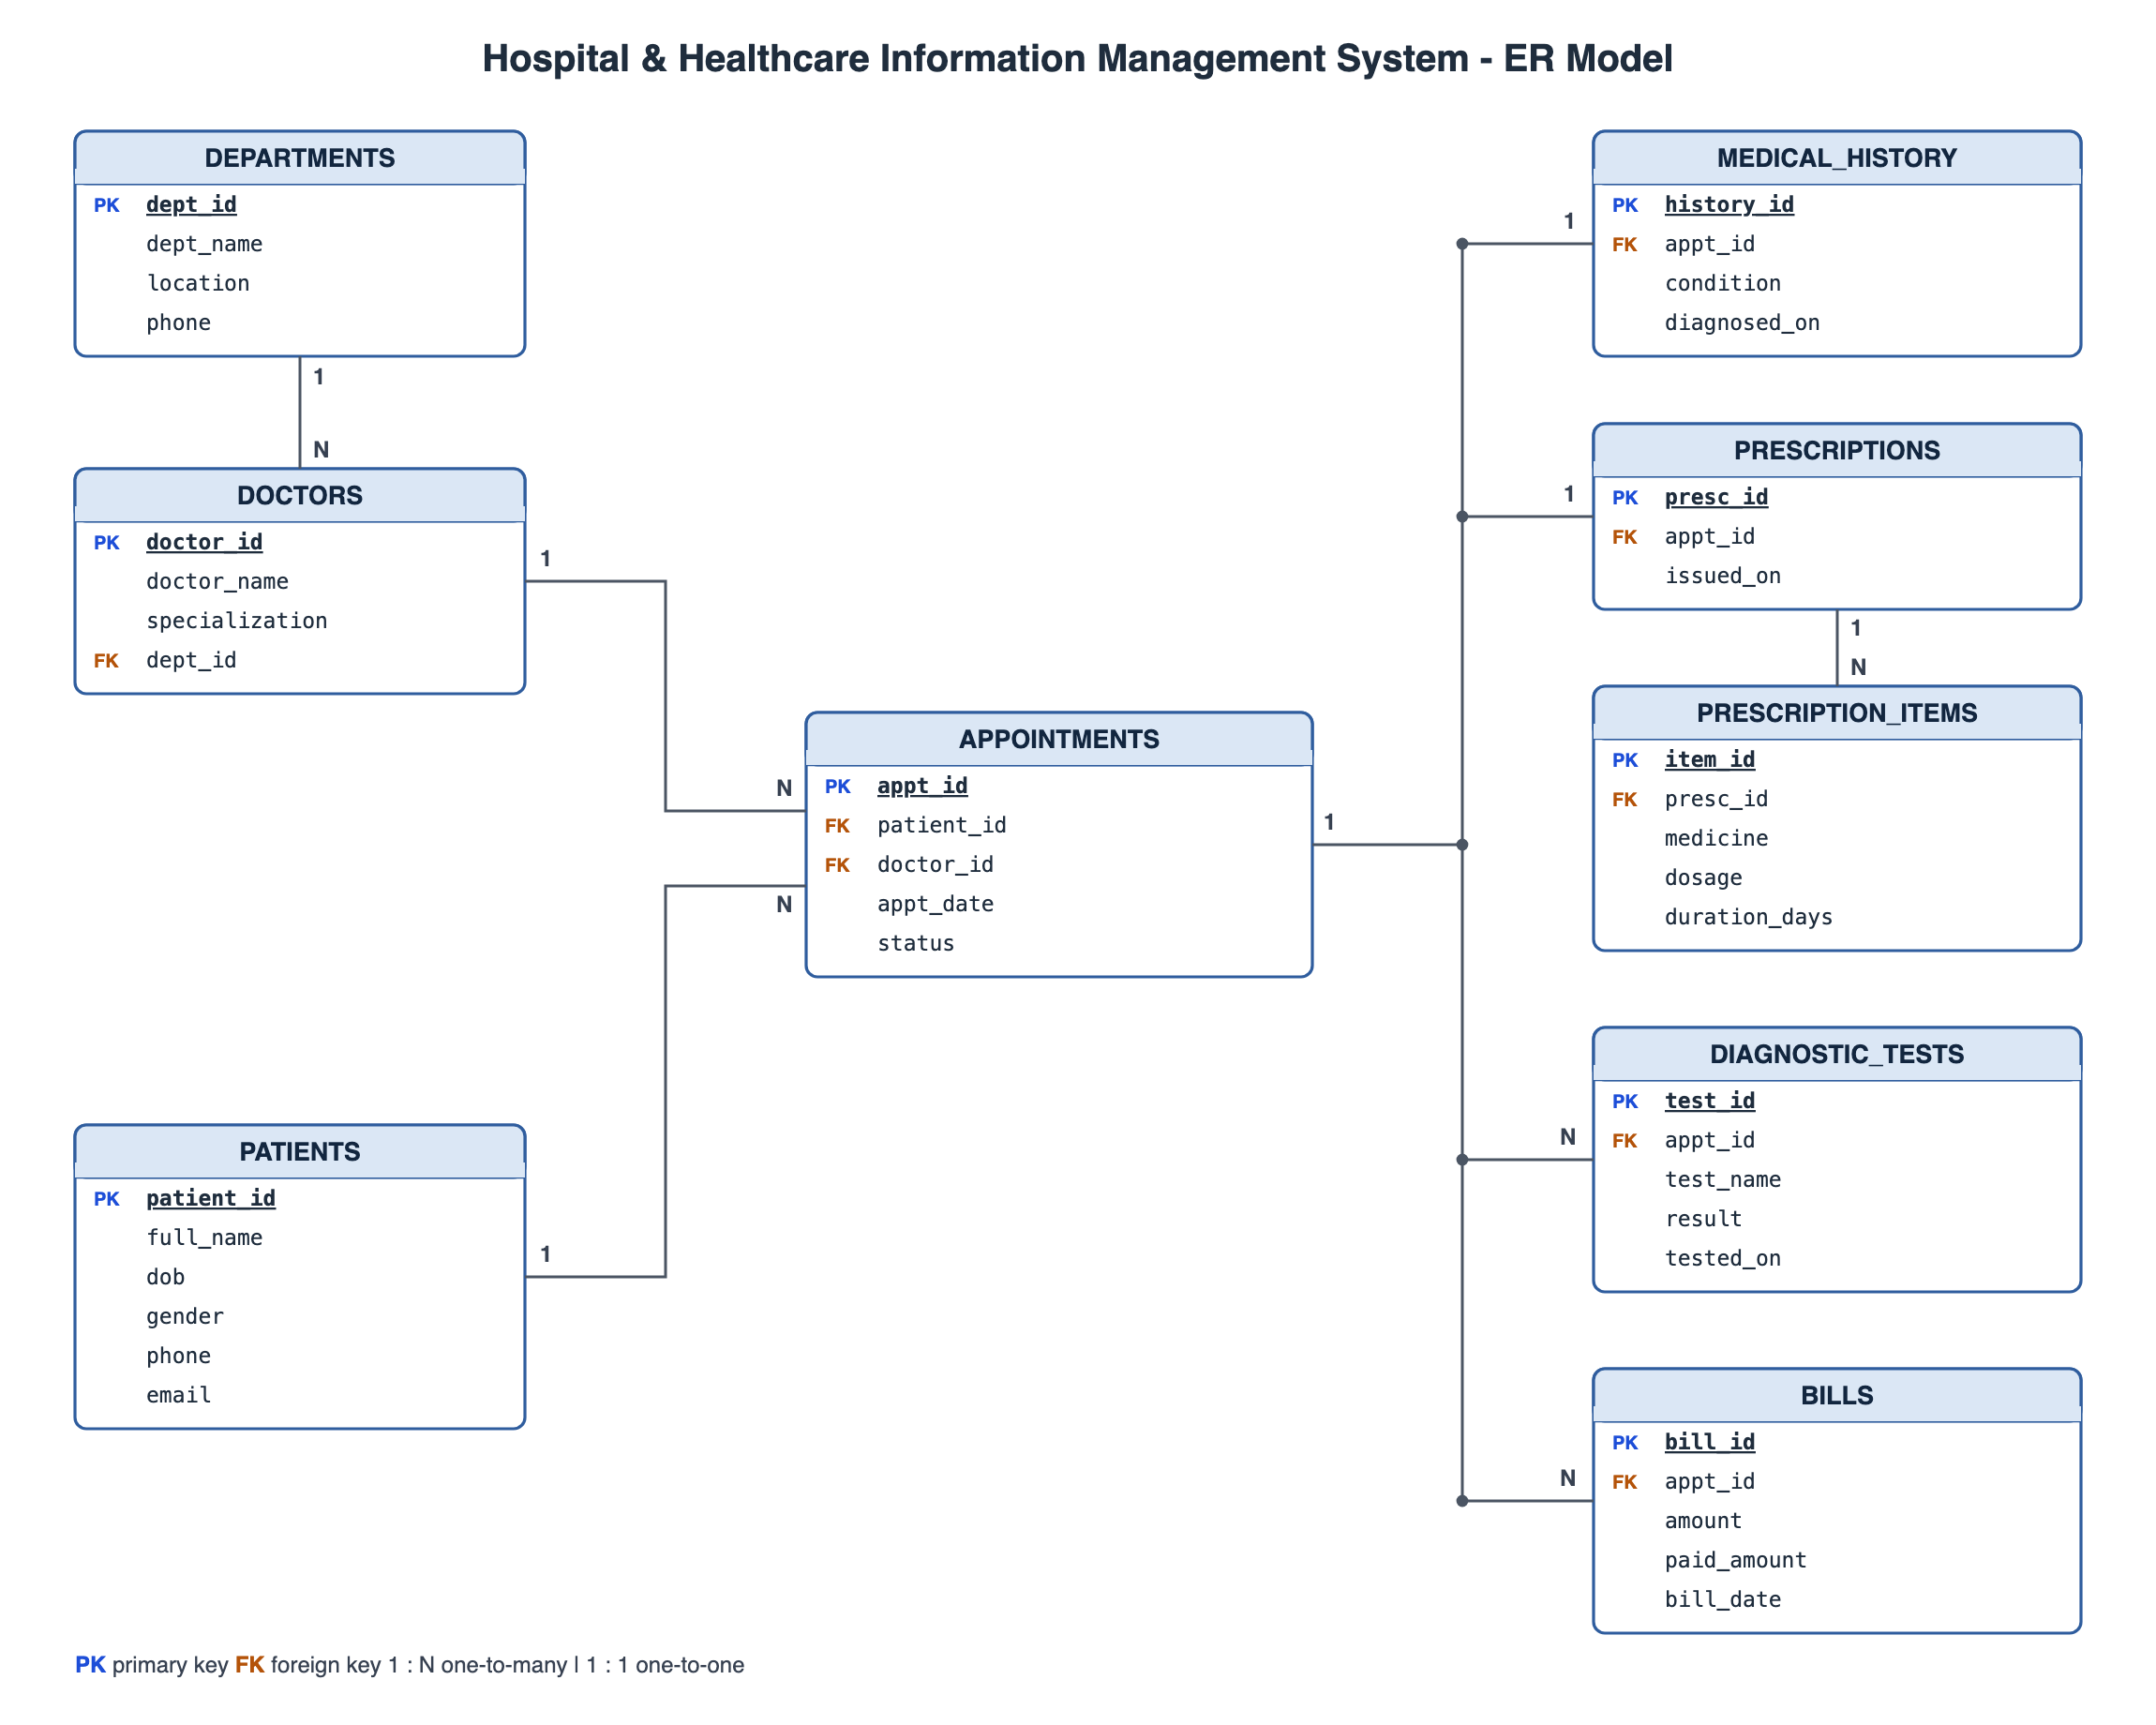 Hospital & Healthcare Information Management System - ER Model
DEPARTMENTS
PK dept_id
dept_name
location
phone
1
N
DOCTORS
PK doctor_id
doctor_name
specialization
FK dept_id
1
N
APPOINTMENTS
PK appt_id
FK patient_id
FK doctor_id
appt_date
status
N
1
PATIENTS
PK patient_id
full_name
dob
gender
phone
email
1
MEDICAL_HISTORY
PK history_id
FK appt_id
condition
diagnosed_on
1
PRESCRIPTIONS
PK presc_id
FK appt_id
issued_on
1
1
N
PRESCRIPTION_ITEMS
PK item_id
FK presc_id
medicine
dosage
duration_days
DIAGNOSTIC_TESTS
PK test_id
FK appt_id
test_name
result
tested_on
N
BILLS
PK bill_id
FK appt_id
amount
paid_amount
bill_date
N
PK primary key FK foreign key 1 : N one-to-many | 1 : 1 one-to-one